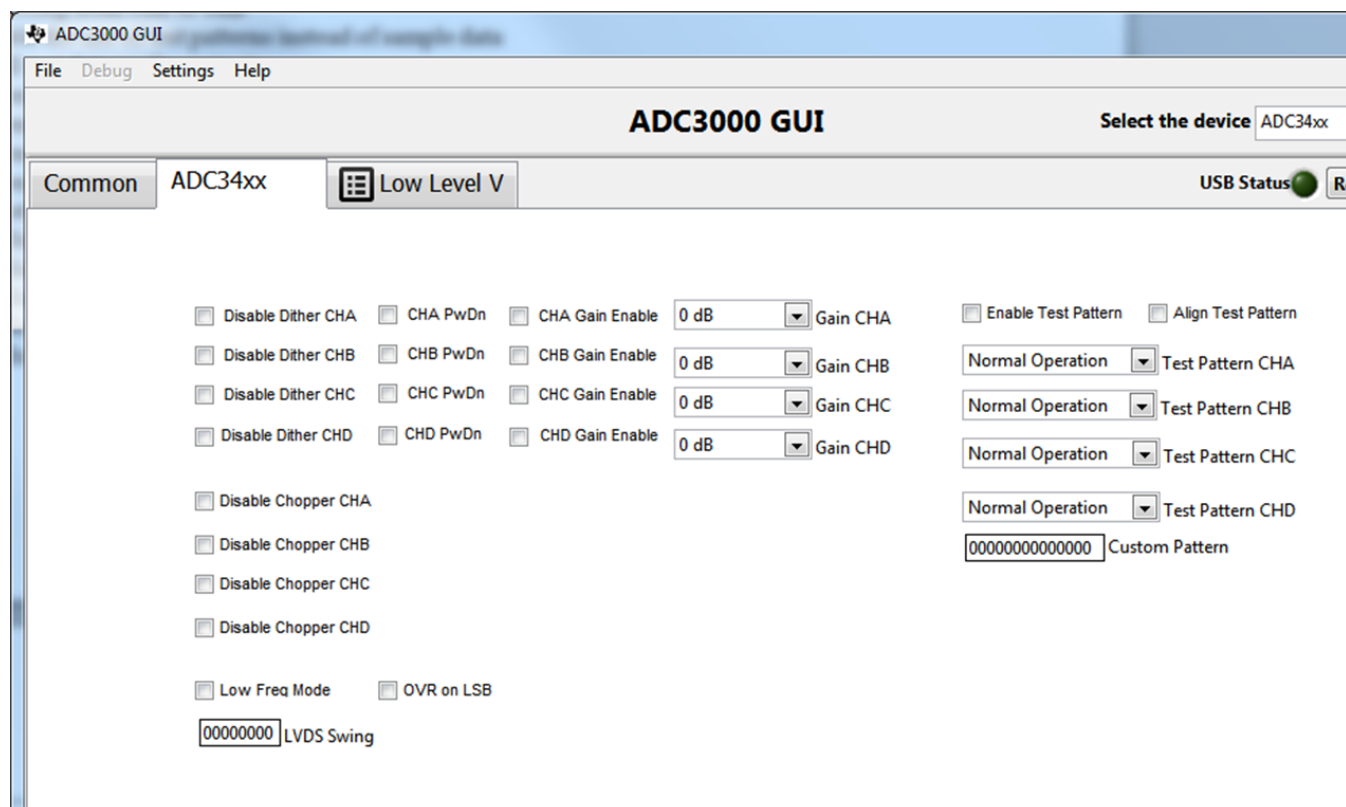 patterns instead of sample data
ADC3000 GUI
File Debug Settings Help
ADC3000 GUI
Select the device ADC34xx
Common ADC34xx Low Level V
USB Status
Disable Dither CHA CHA PwDn CHA Gain Enable 0 dB Gain CHA Enable Test Pattern Align Test Pattern
Disable Dither CHB CHB PwDn CHB Gain Enable 0 dB Gain CHB Normal Operation Test Pattern CHA
Disable Dither CHC CHC PwDn CHC Gain Enable 0 dB Gain CHC Normal Operation Test Pattern CHB
Disable Dither CHD CHD PwDn CHD Gain Enable 0 dB Gain CHD Normal Operation Test Pattern CHC
Disable Chopper CHA Normal Operation Test Pattern CHD
Disable Chopper CHB 00000000000000 Custom Pattern
Disable Chopper CHC
Disable Chopper CHD
Low Freq Mode OVR on LSB
00000000 LVDS Swing